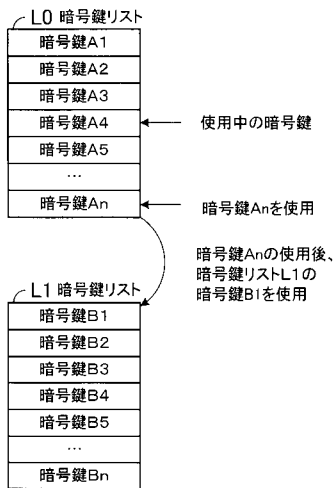 L0 暗号鍵リスト
暗号鍵A1
暗号鍵A2
暗号鍵A3
暗号鍵A4
使用中の暗号鍵
暗号鍵A5
…
暗号鍵An
暗号鍵Anを使用
暗号鍵Anの使用後、
暗号鍵リストL1の
暗号鍵B1を使用
L1 暗号鍵リスト
暗号鍵B1
暗号鍵B2
暗号鍵B3
暗号鍵B4
暗号鍵B5
…
暗号鍵Bn